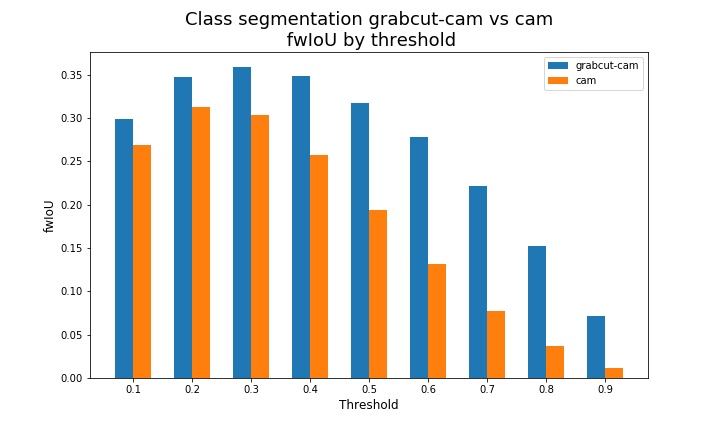 Class segmentation grabcut-cam vs cam
fwIoU by threshold
grabcut-cam
cam
fwIoU
0.35
0.30
0.25
0.20
0.15
0.10
0.05
0.00
0.1 0.2 0.3 0.4 0.5 0.6 0.7 0.8 0.9
Threshold